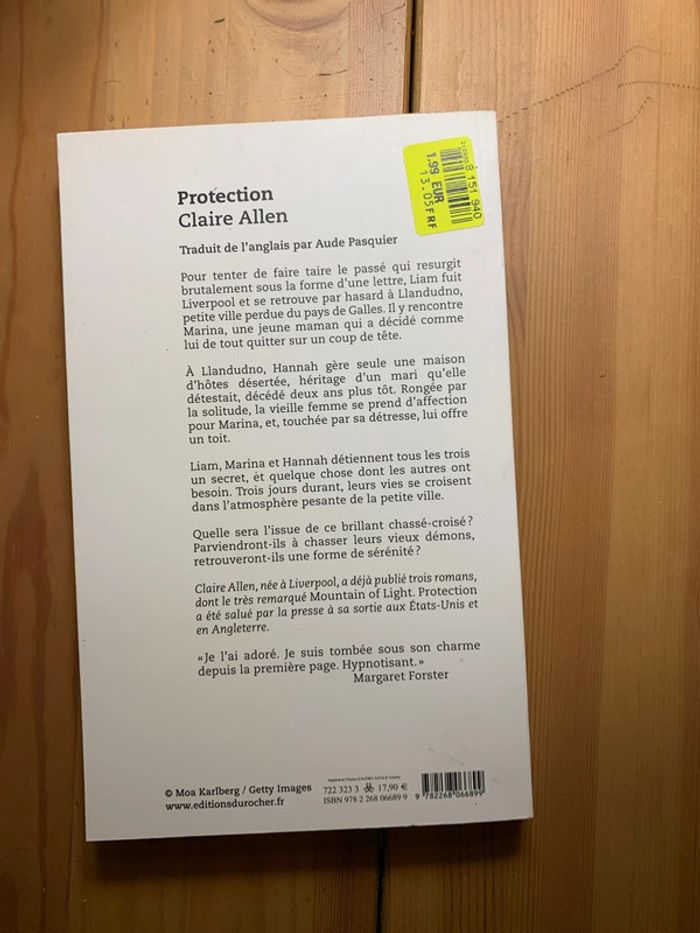 Protection
Claire Allen
8 151 940
1.99 EUR
13.05FRF
Traduit de l'anglais par Aude Pasquier
Pour tenter de faire taire le passé qui resurgit
brutalement sous la forme d'une lettre, Liam fuit
Liverpool et se retrouve par hasard à Llandudno,
petite ville perdue du pays de Galles. Il y rencontre
Marina, une jeune maman qui a décidé comme
lui de tout quitter sur un coup de tête.
À Llandudno, Hannah gère seule une maison
d'hôtes désertée, héritage d'un mari qu'elle
détestait, décédé deux ans plus tôt. Rongée par
la solitude, la vieille femme se prend d'affection
pour Marina, et, touchée par sa détresse, lui offre
un toit.
Liam, Marina et Hannah détiennent tous les trois
un secret, et quelque chose dont les autres ont
besoin. Trois jours durant, leurs vies se croisent
dans l'atmosphère pesante de la petite ville.
Quelle sera l'issue de ce brillant chassé-croisé ?
Parviendront-ils à chasser leurs vieux démons,
retrouveront-ils une forme de sérénité ?
Claire Allen, née à Liverpool, a déjà publié trois romans,
dont le très remarqué Mountain of Light. Protection
a été salué par la presse à sa sortie aux États-Unis et
en Angleterre.
« Je l'ai adoré. Je suis tombée sous son charme
depuis la première page. Hypnotisant. »
Margaret Forster
© Moa Karlberg / Getty Images
www.editionsdurocher.fr
Imprimé en France
722 323 3 17,90 €
ISBN 978 2 268 06689 9
9 782268 066899